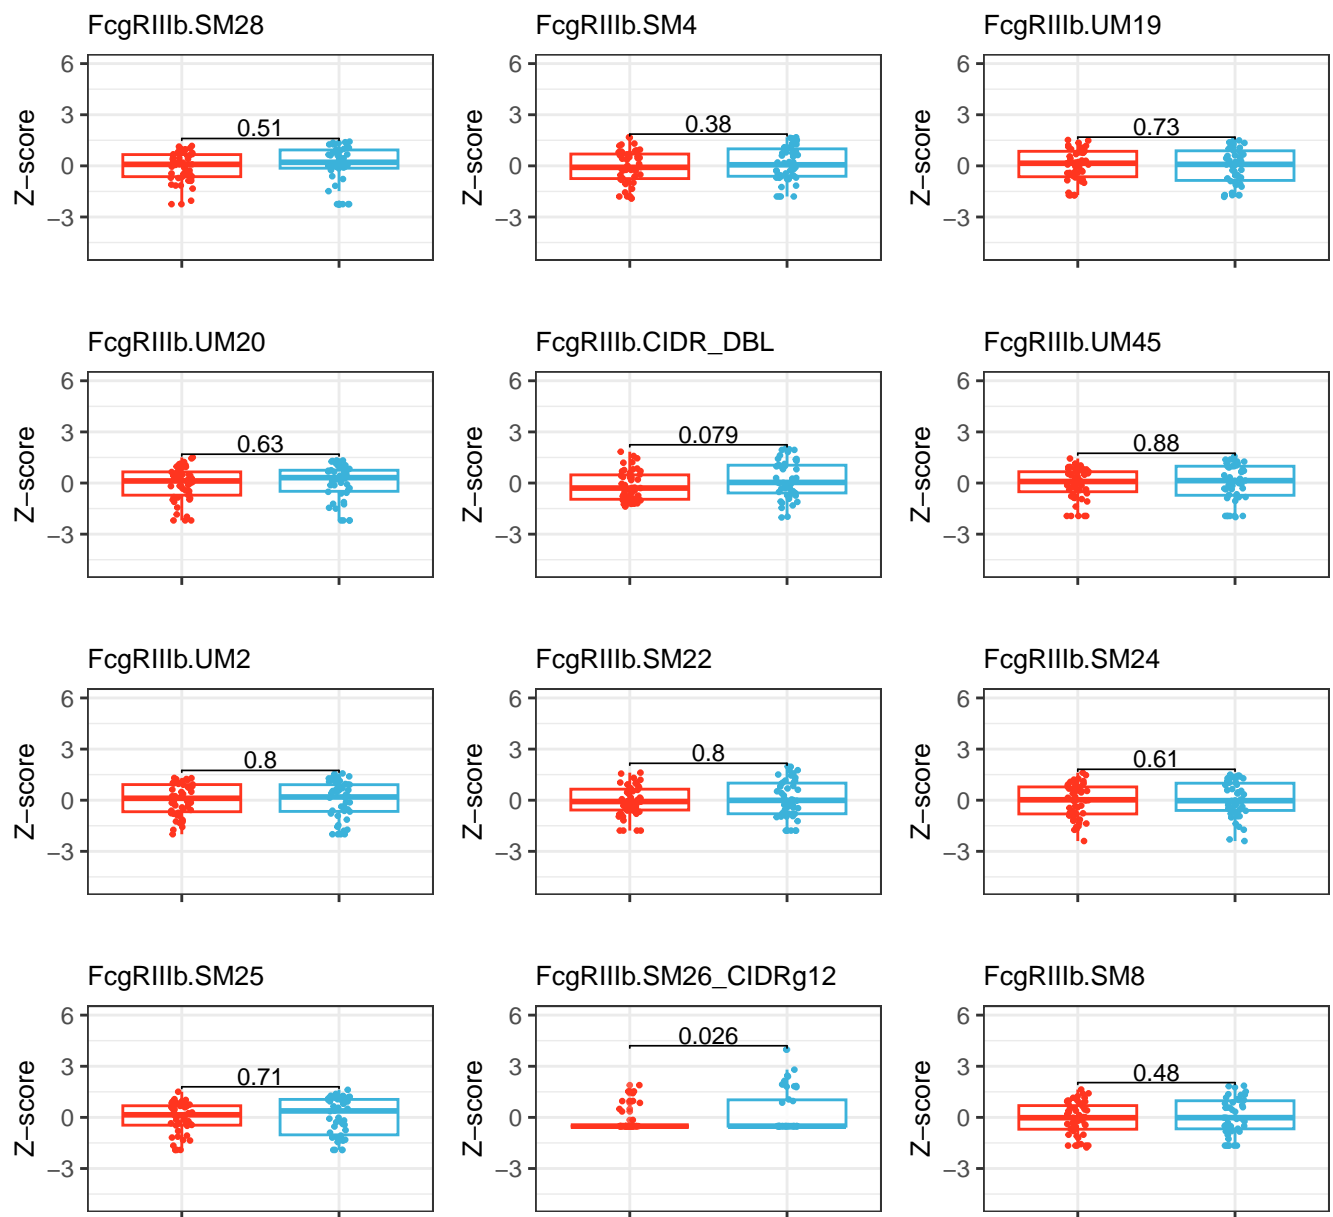 FcgRIIIb.SM28
FcgRIIIb.SM4
FcgRIIIb.UM19
Z−score
6
3
0
−3
0.51
Z−score
6
3
0
−3
0.38
Z−score
6
3
0
−3
0.73
FcgRIIIb.UM20
FcgRIIIb.CIDR_DBL
FcgRIIIb.UM45
Z−score
6
3
0
−3
0.63
Z−score
6
3
0
−3
0.079
Z−score
6
3
0
−3
0.88
FcgRIIIb.UM2
FcgRIIIb.SM22
FcgRIIIb.SM24
Z−score
6
3
0
−3
0.8
Z−score
6
3
0
−3
0.8
Z−score
6
3
0
−3
0.61
FcgRIIIb.SM25
FcgRIIIb.SM26_CIDRg12
FcgRIIIb.SM8
Z−score
6
3
0
−3
0.71
Z−score
6
3
0
−3
0.026
Z−score
6
3
0
−3
0.48